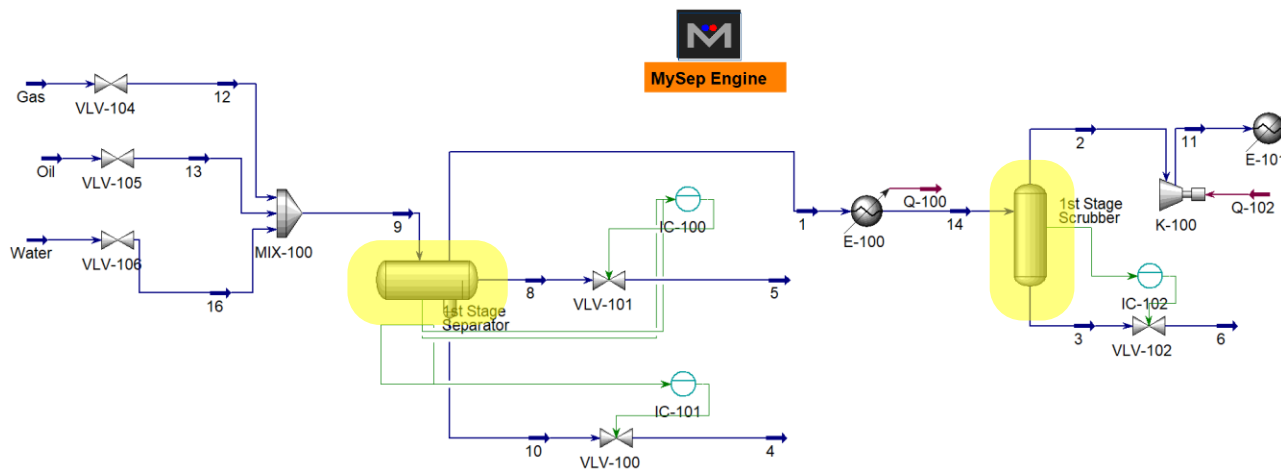 MySep Engine
Gas
VLV-104
12
Oil
VLV-105
13
Water
VLV-106
16
MIX-100
9
1st Stage
Separator
8
VLV-101
5
IC-100
IC-101
10
VLV-100
4
1
E-100
Q-100
14
1st Stage
Scrubber
2
11
E-101
K-100
Q-102
IC-102
3
VLV-102
6